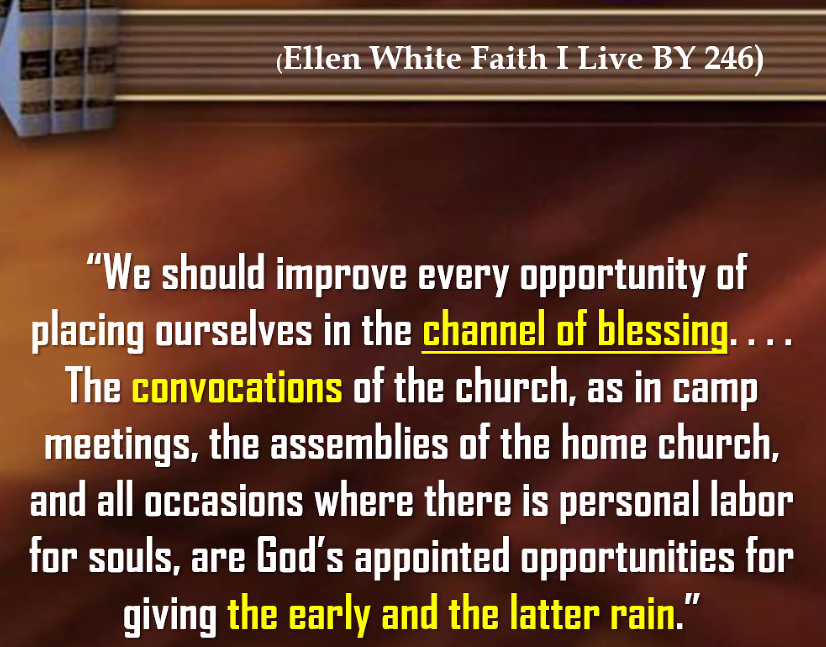 (Ellen White Faith I Live BY 246)
“We should improve every opportunity of
placing ourselves in the channel of blessing. . . .
The convocations of the church, as in camp
meetings, the assemblies of the home church,
and all occasions where there is personal labor
for souls, are God’s appointed opportunities for
giving the early and the latter rain.”